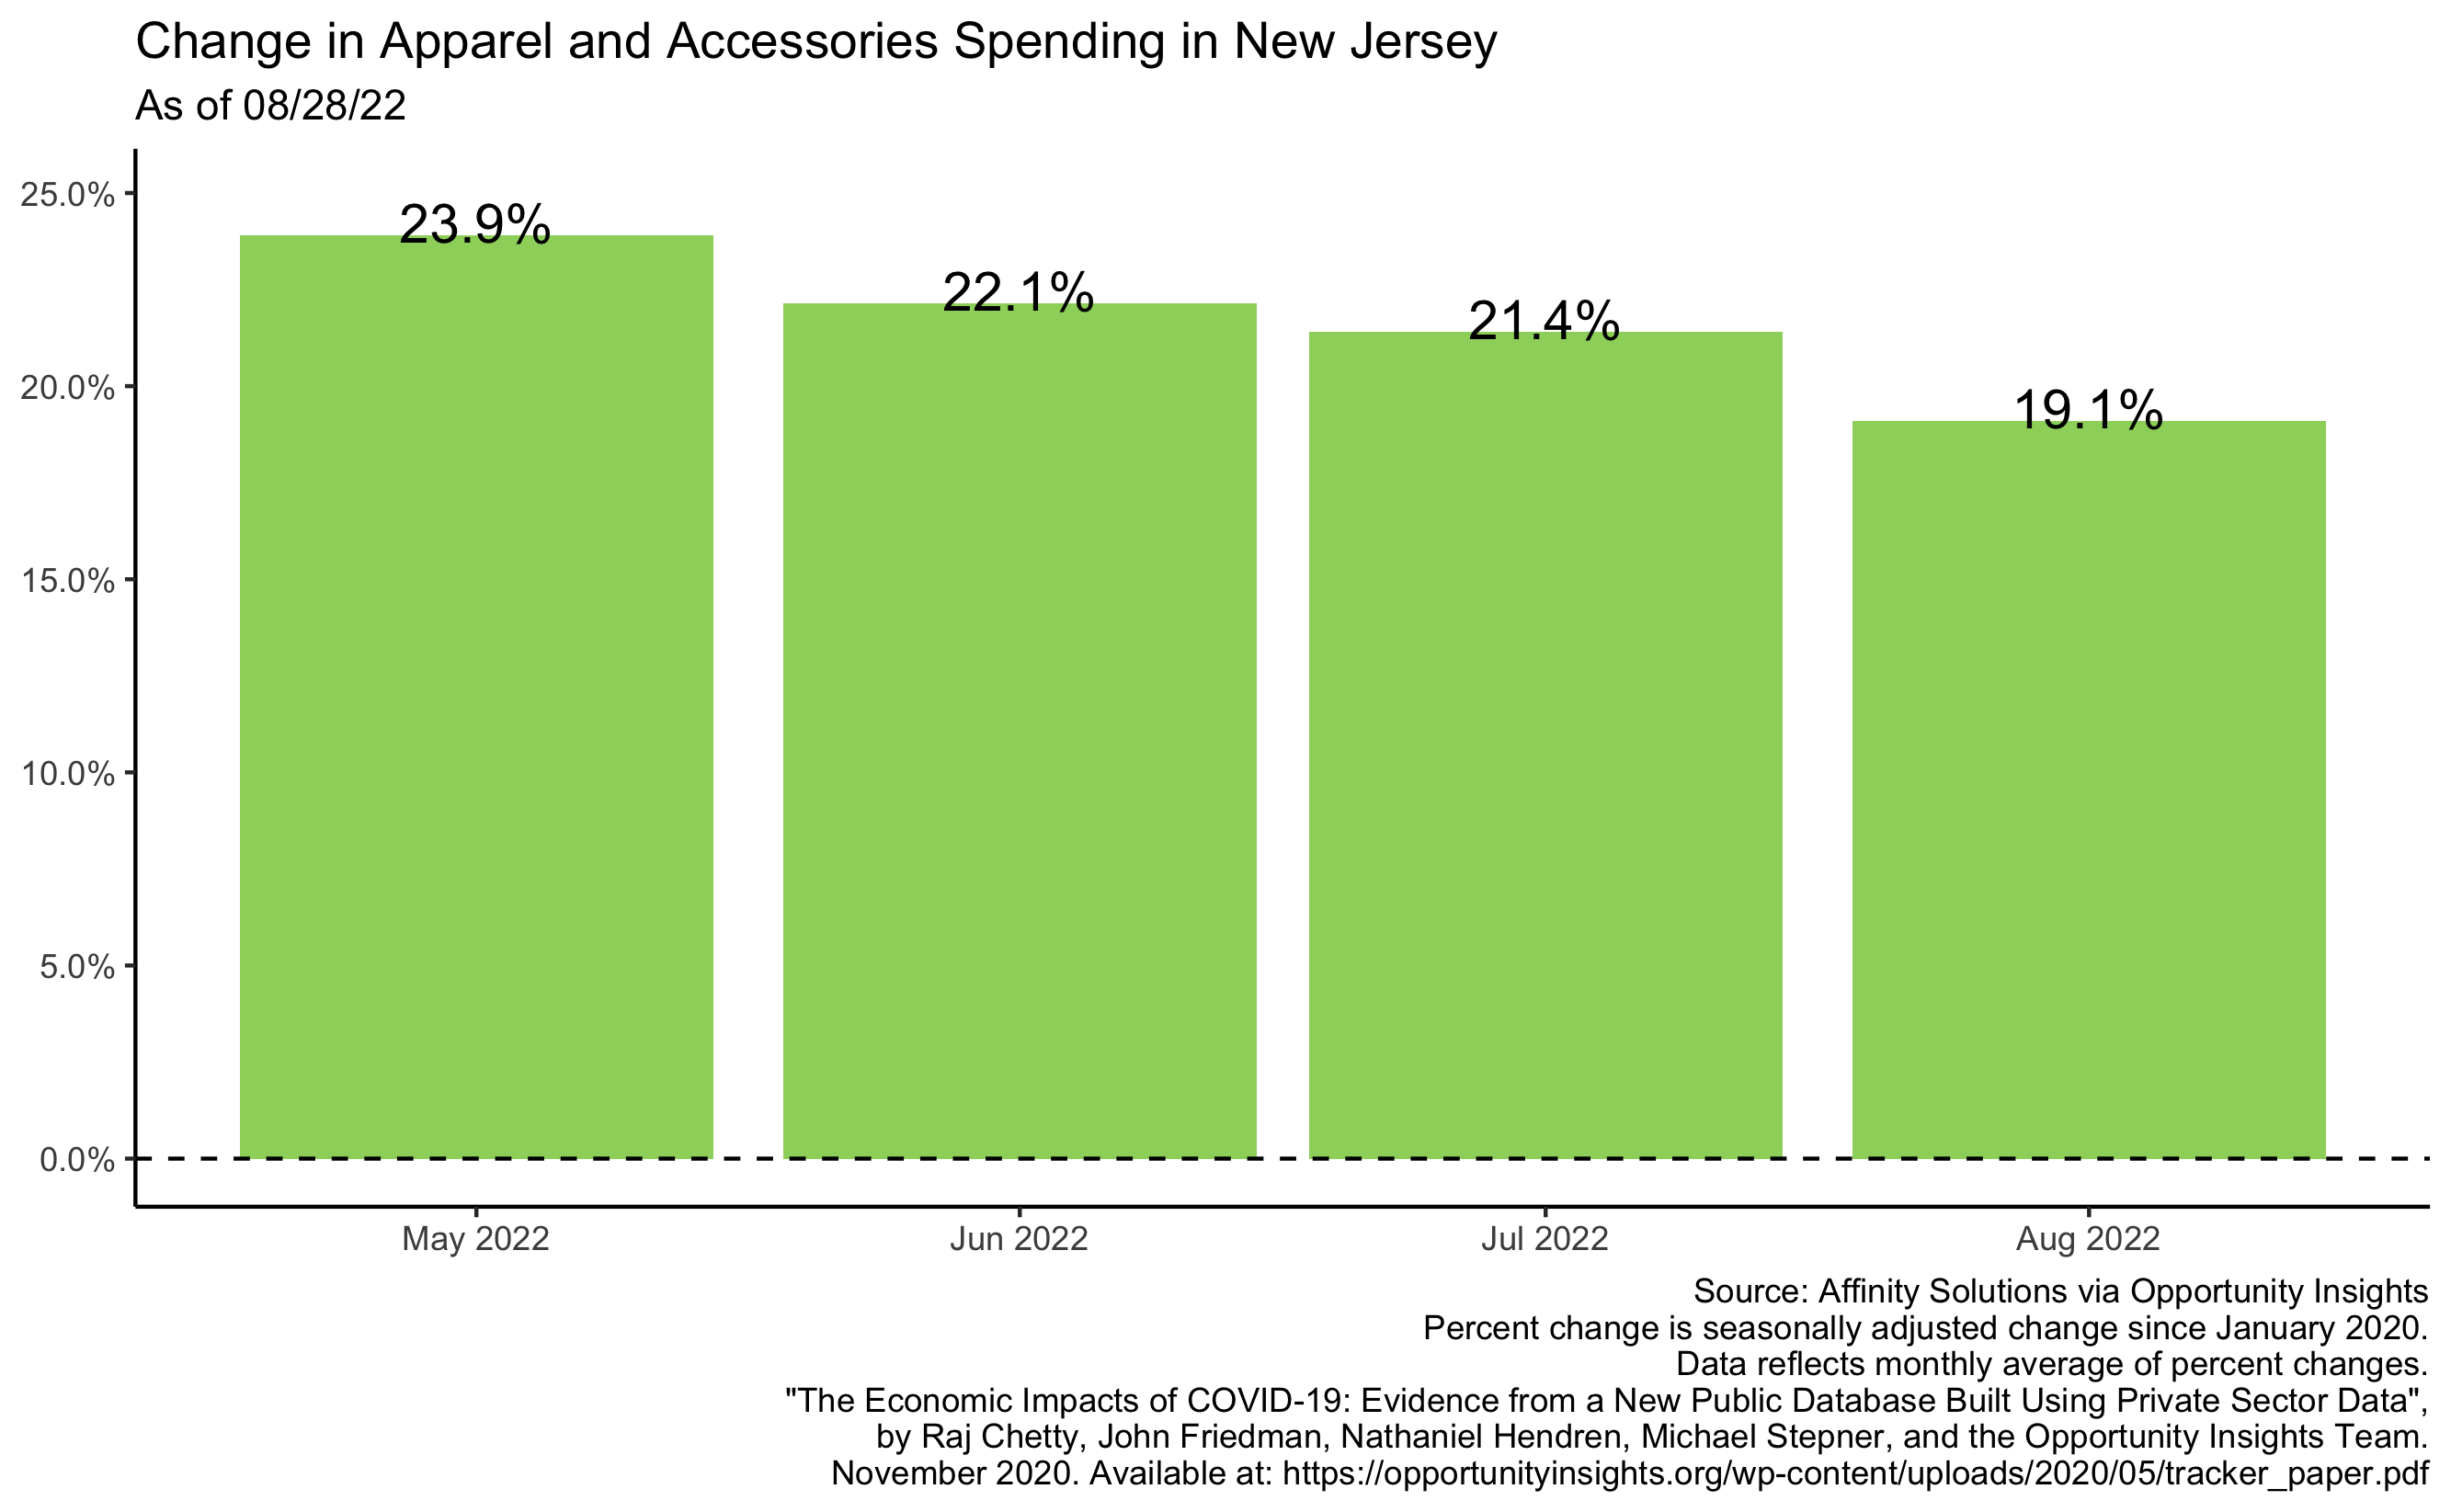 Change in Apparel and Accessories Spending in New Jersey
As of 08/28/22
25.0%
20.0%
15.0%
10.0%
5.0%
0.0%
23.9%
22.1%
21.4%
19.1%
May 2022
Jun 2022
Jul 2022
Aug 2022
Source: Affinity Solutions via Opportunity Insights
Percent change is seasonally adjusted change since January 2020.
Data reflects monthly average of percent changes.
"The Economic Impacts of COVID-19: Evidence from a New Public Database Built Using Private Sector Data",
by Raj Chetty, John Friedman, Nathaniel Hendren, Michael Stepner, and the Opportunity Insights Team.
November 2020. Available at: https://opportunityinsights.org/wp-content/uploads/2020/05/tracker_paper.pdf